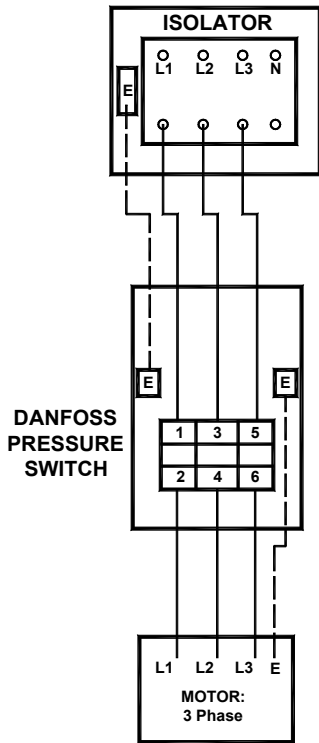 ISOLATOR
L1 L2 L3 N
E
E
E
DANFOSS
PRESSURE
SWITCH
1 3 5
2 4 6
L1 L2 L3 E
MOTOR:
3 Phase